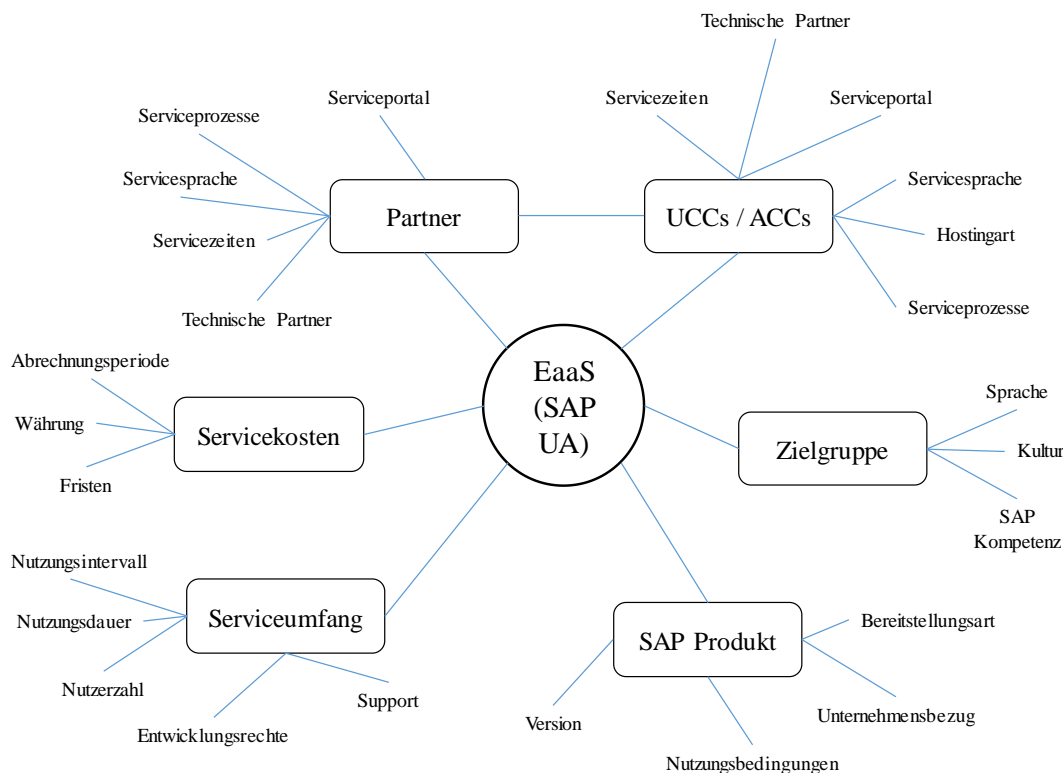 Technische Partner
Servicezeiten
Serviceportal
Serviceportal
Serviceprozesse
Servicesprache
Servicezeiten
Technische Partner
Partner
UCCs / ACCs
Servicesprache
Hostingart
Serviceprozesse
EaaS
(SAP
UA)
Abrechnungsperiode
Währung
Fristen
Servicekosten
Zielgruppe
Sprache
Kultur
SAP
Kompetenz
Nutzungsintervall
Nutzungsdauer
Nutzerzahl
Serviceumfang
Support
Entwicklungsrechte
SAP Produkt
Bereitstellungsart
Unternehmensbezug
Version
Nutzungsbedingungen